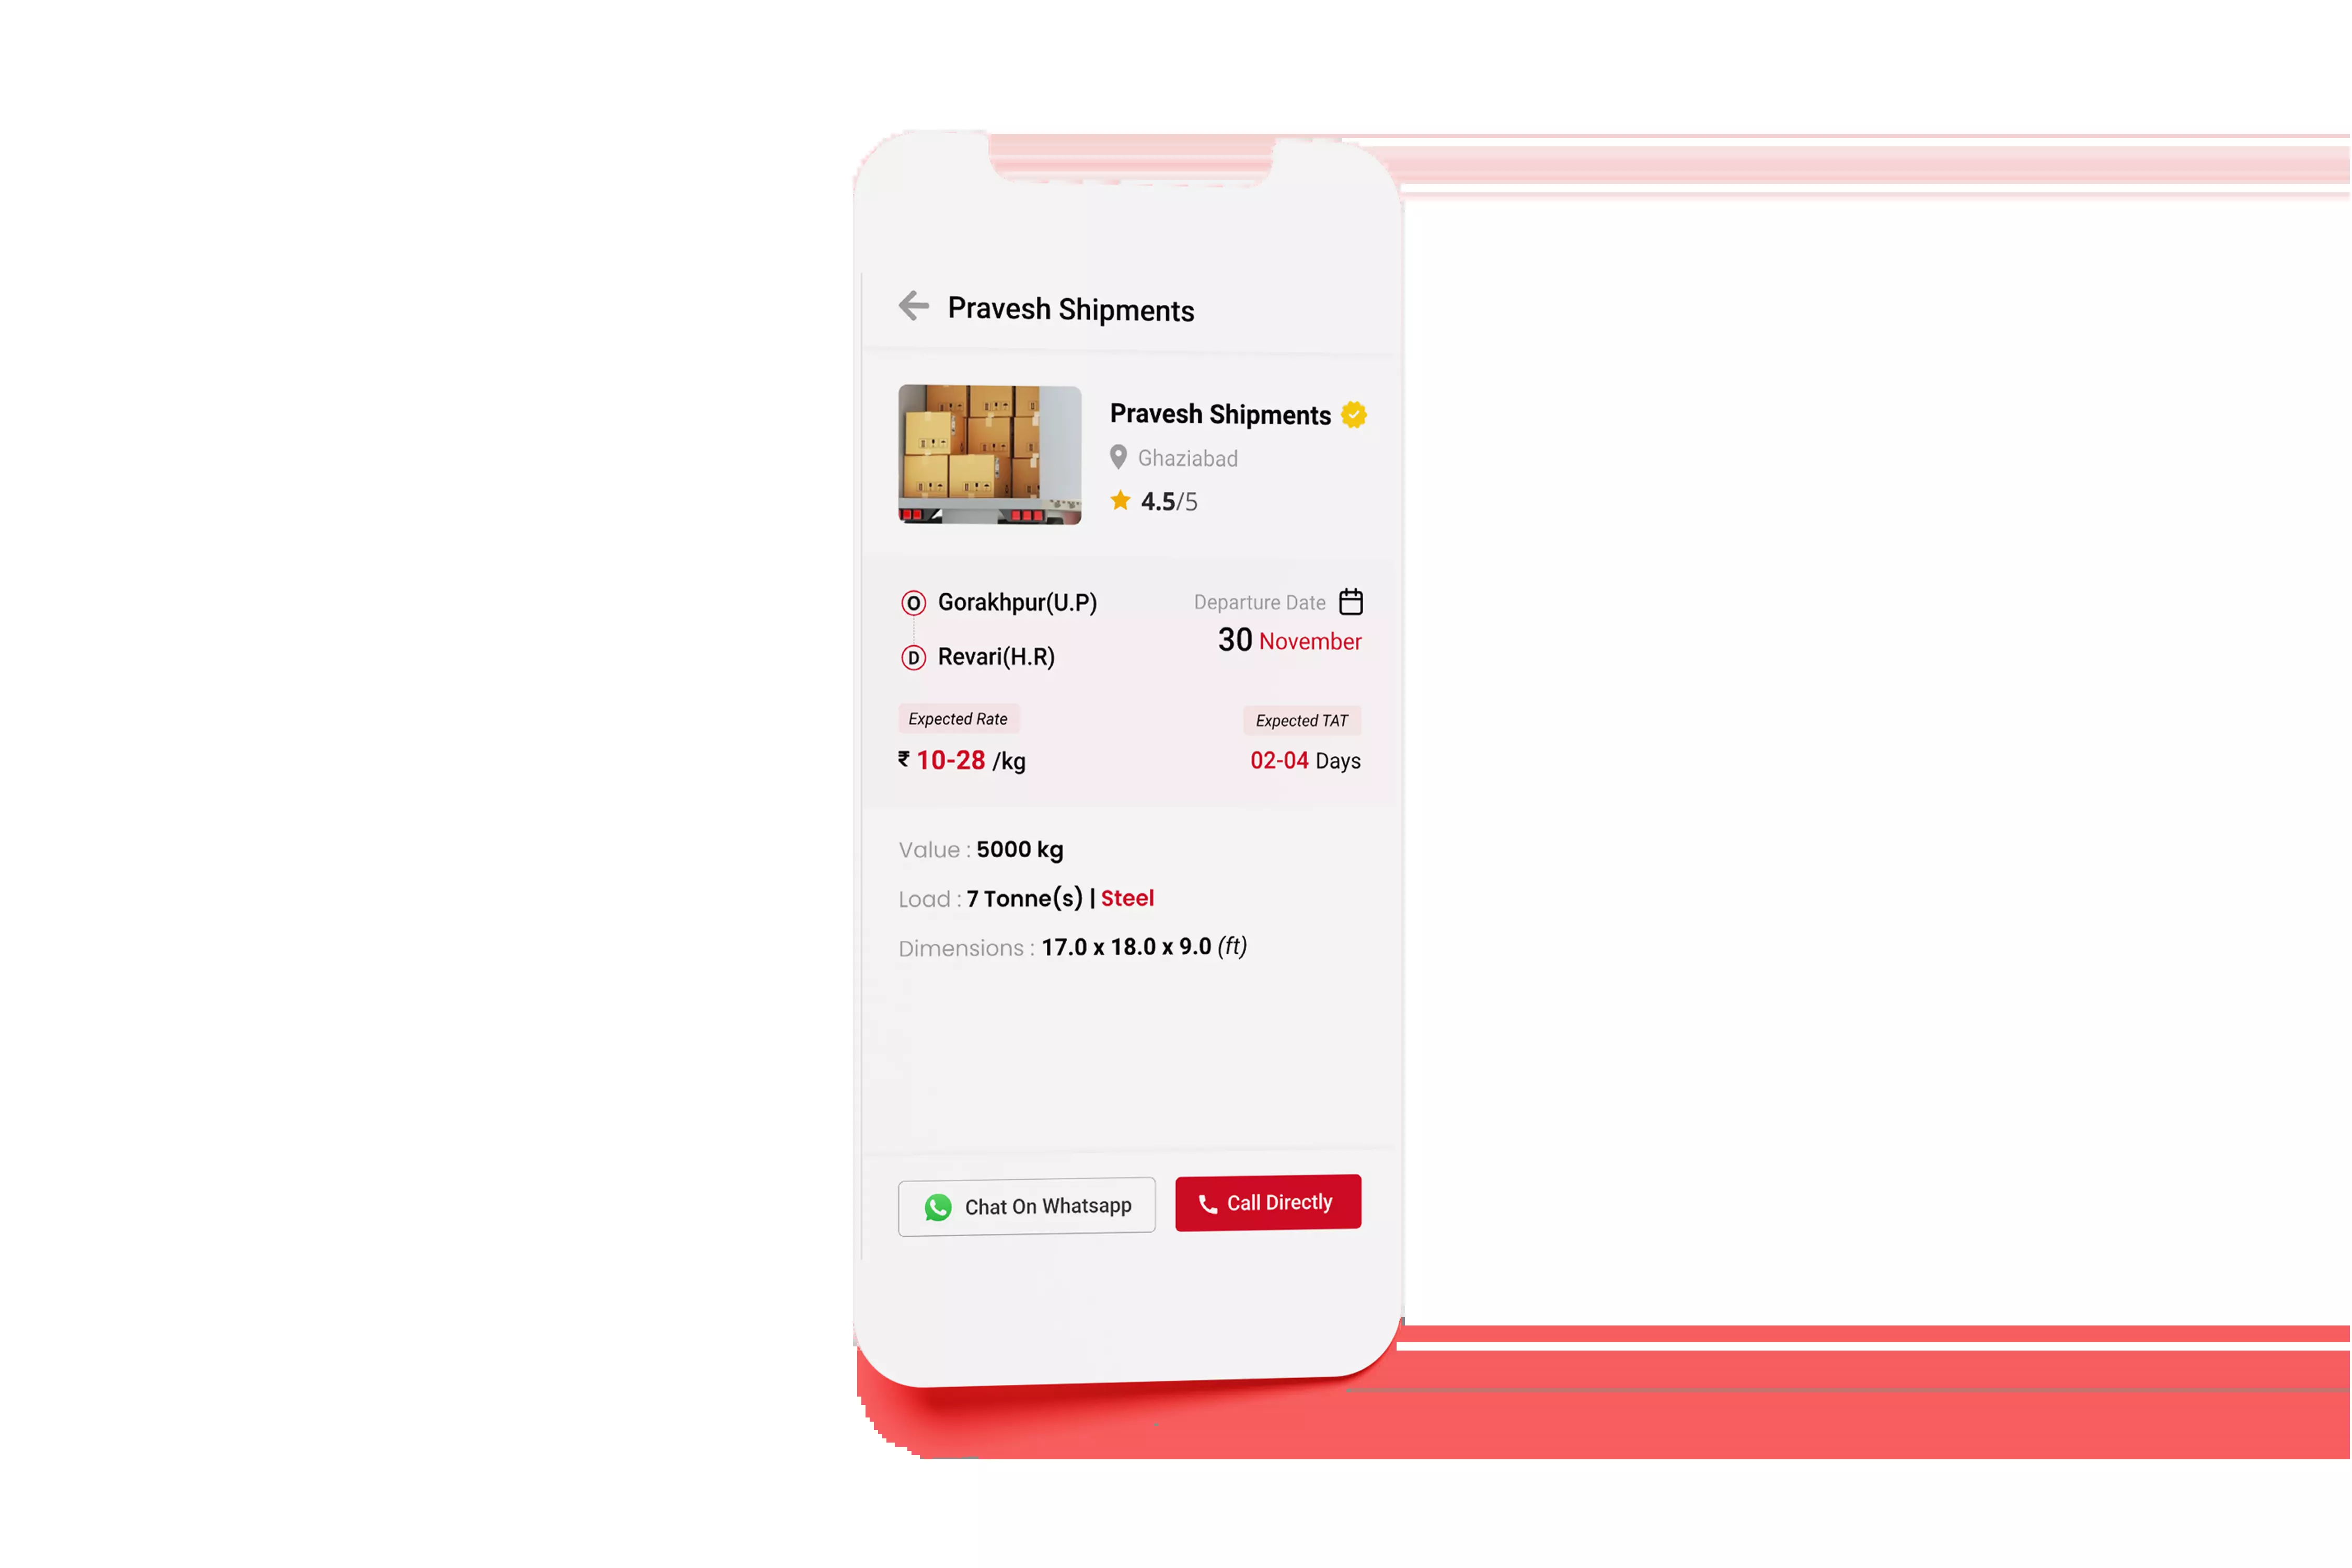 Pravesh Shipments
Pravesh Shipments
Ghaziabad
4.5/5
O Gorakhpur(U.P)
Departure Date
30 November
D Revari(H.R)
Expected Rate
Expected TAT
₹ 10-28 /kg
02-04 Days
Value : 5000 kg
Load : 7 Tonne(s) | Steel
Dimensions : 17.0 x 18.0 x 9.0 (ft)
Chat On Whatsapp
Call Directly